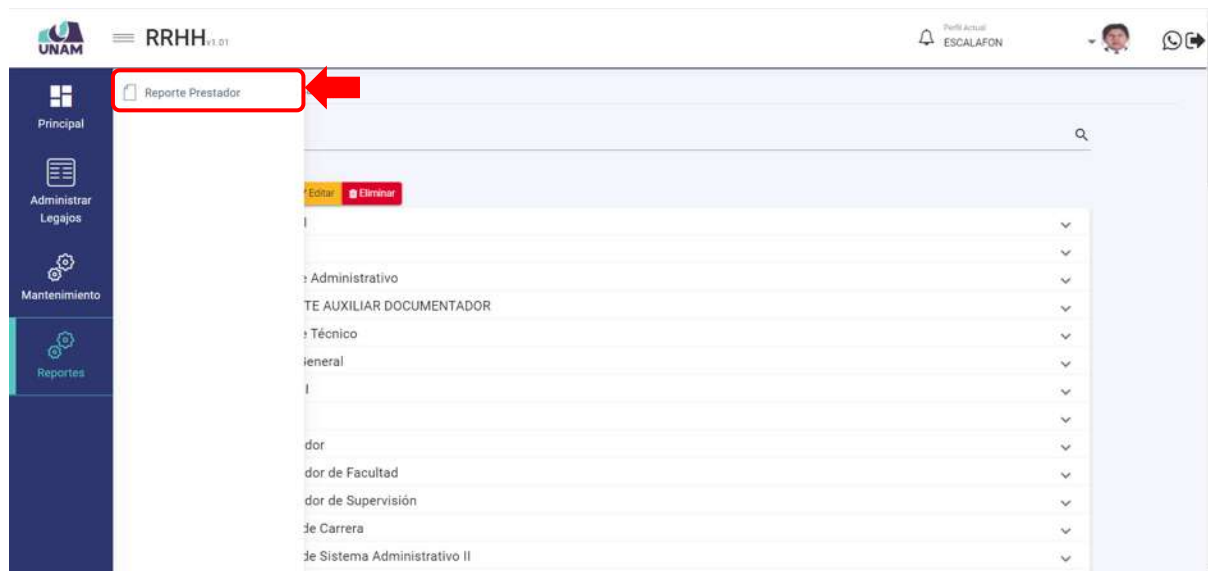 UNAM
RRHH v1.01
Perfil Actual
ESCALAFON
Reporte Prestador
Principal
Administrar
Legajos
Mantenimiento
Reportes
Editar
Eliminar
l
e Administrativo
TE AUXILIAR DOCUMENTADOR
e Técnico
General
l
dor
dor de Facultad
dor de Supervisión
de Carrera
de Sistema Administrativo II